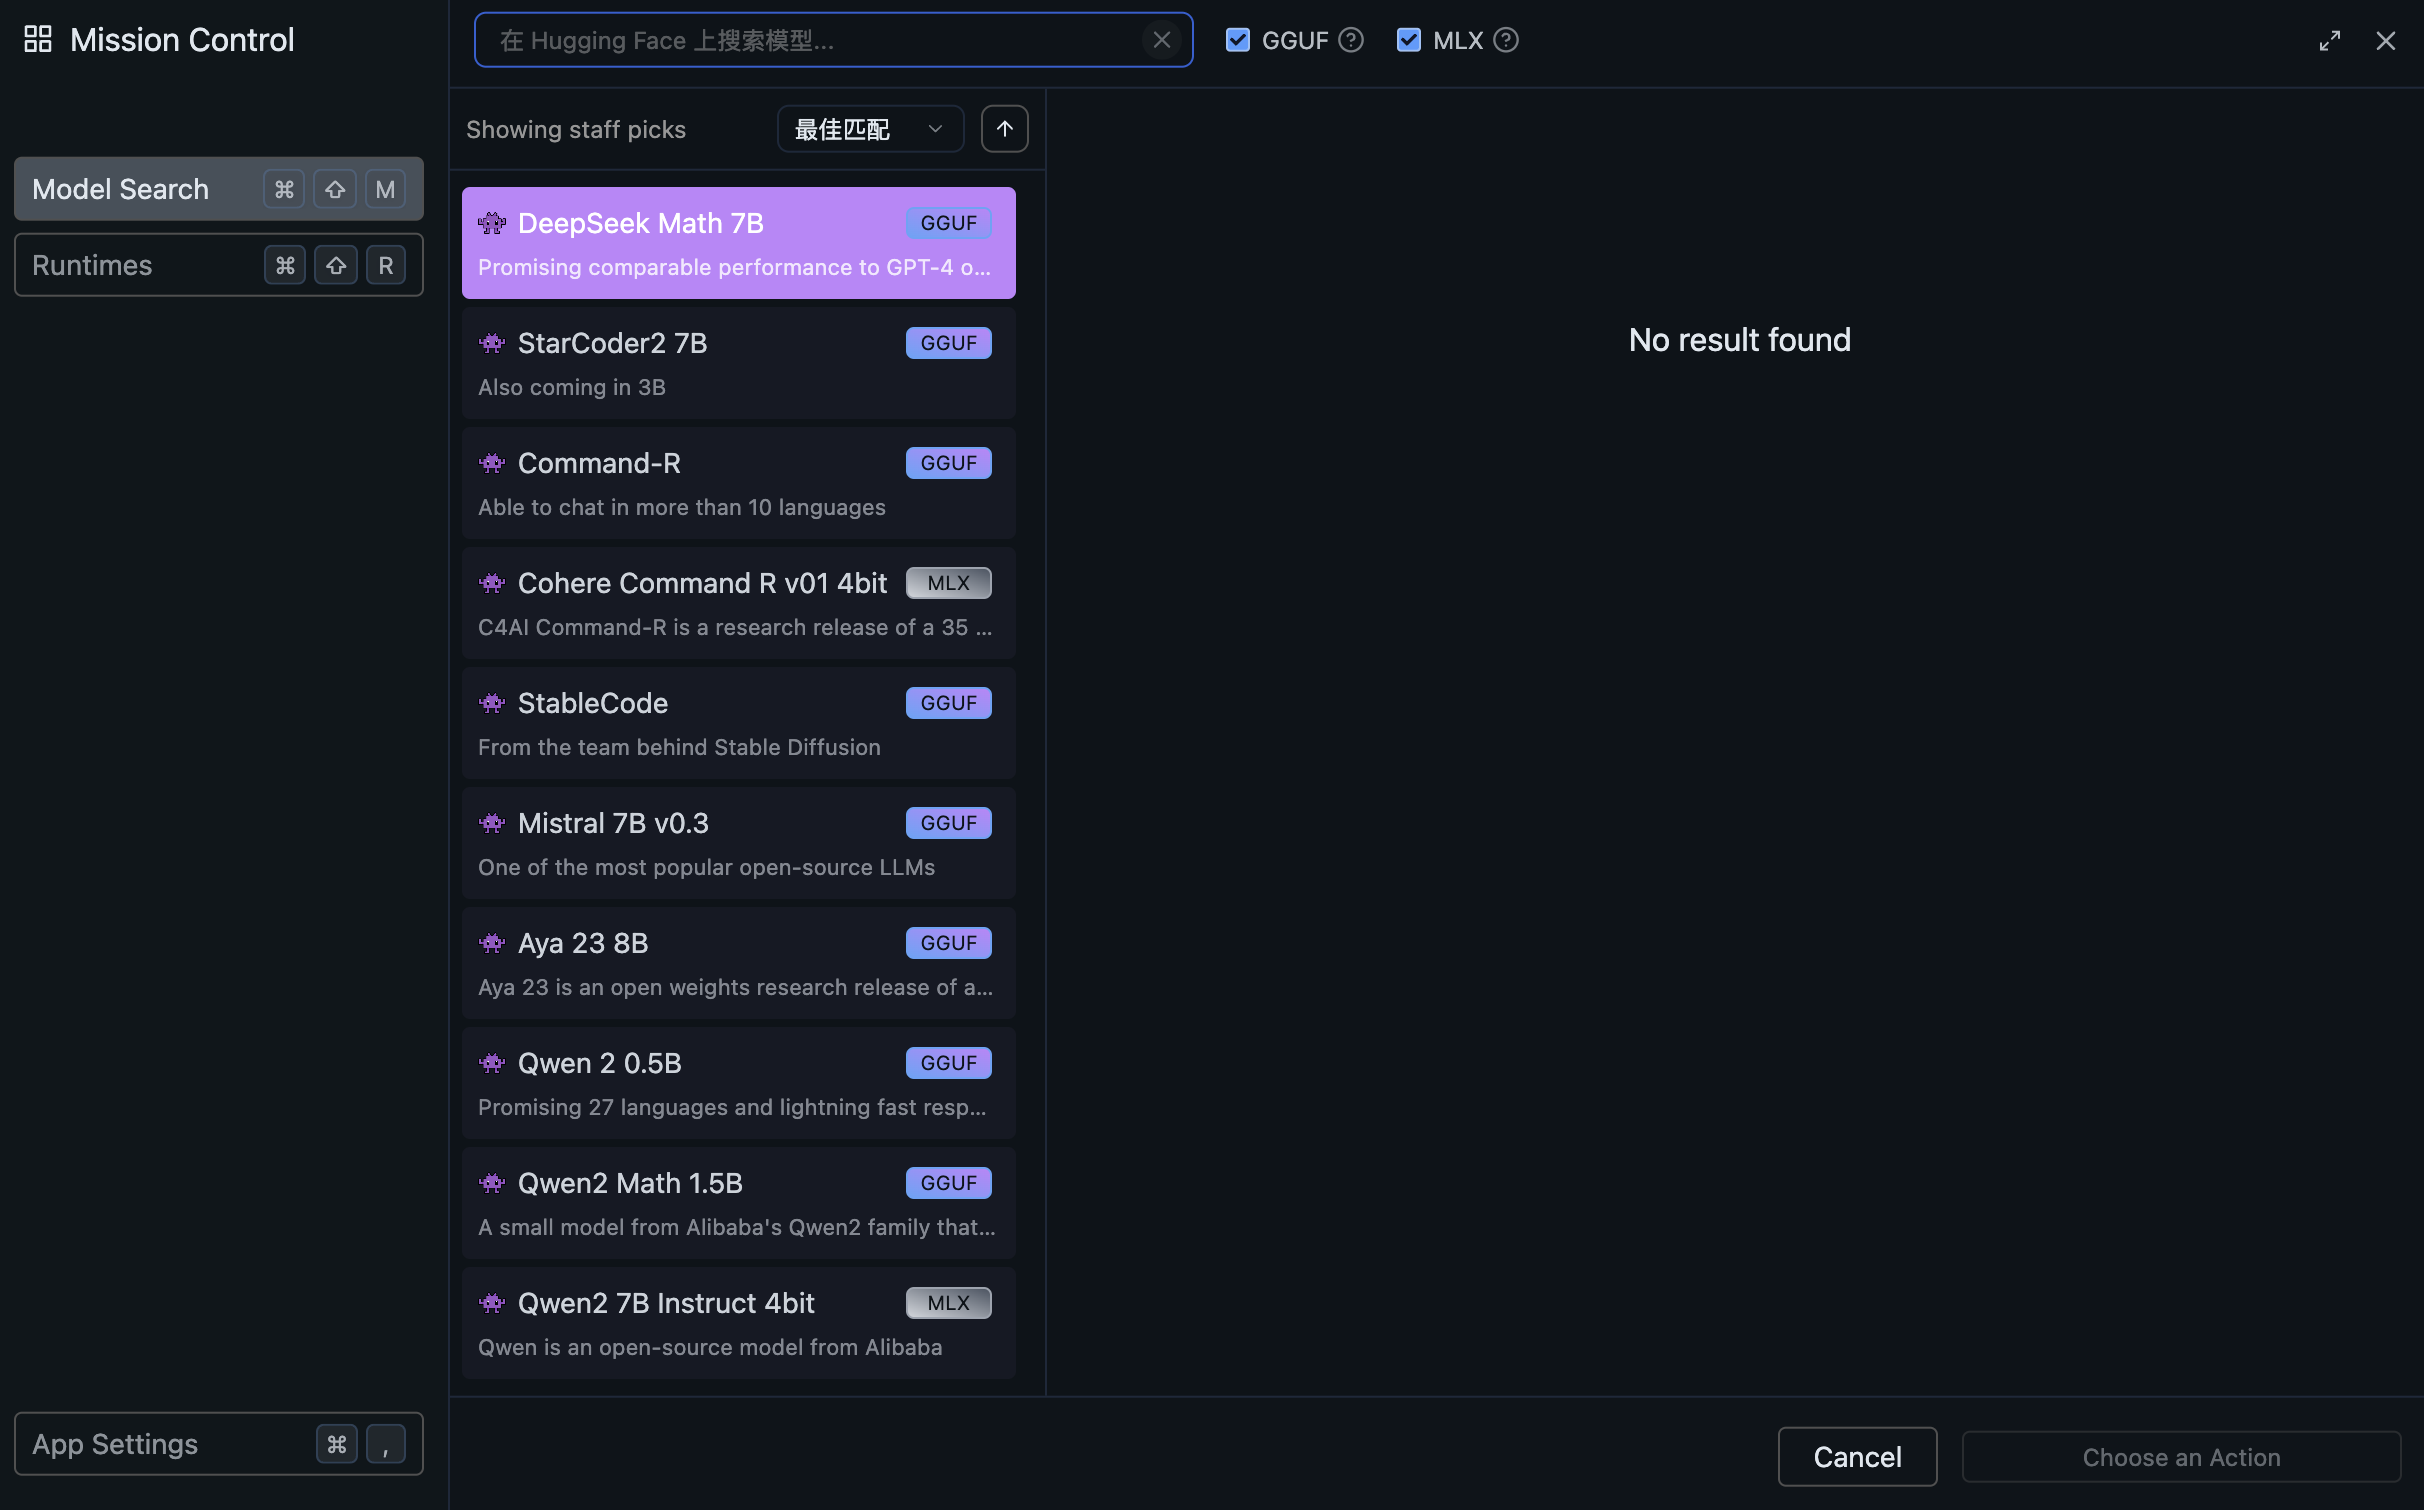 Mission Control
Model Search ⌘ ⇧ M
Runtimes ⌘ ⇧ R
App Settings ⌘ ,
在 Hugging Face 上搜索模型...
GGUF
MLX
Showing staff picks
最佳匹配
DeepSeek Math 7B GGUF
Promising comparable performance to GPT-4 o...
StarCoder2 7B GGUF
Also coming in 3B
Command-R GGUF
Able to chat in more than 10 languages
Cohere Command R v01 4bit MLX
C4AI Command-R is a research release of a 35 ...
StableCode GGUF
From the team behind Stable Diffusion
Mistral 7B v0.3 GGUF
One of the most popular open-source LLMs
Aya 23 8B GGUF
Aya 23 is an open weights research release of a...
Qwen 2 0.5B GGUF
Promising 27 languages and lightning fast resp...
Qwen2 Math 1.5B GGUF
A small model from Alibaba's Qwen2 family that...
Qwen2 7B Instruct 4bit MLX
Qwen is an open-source model from Alibaba
No result found
Cancel
Choose an Action